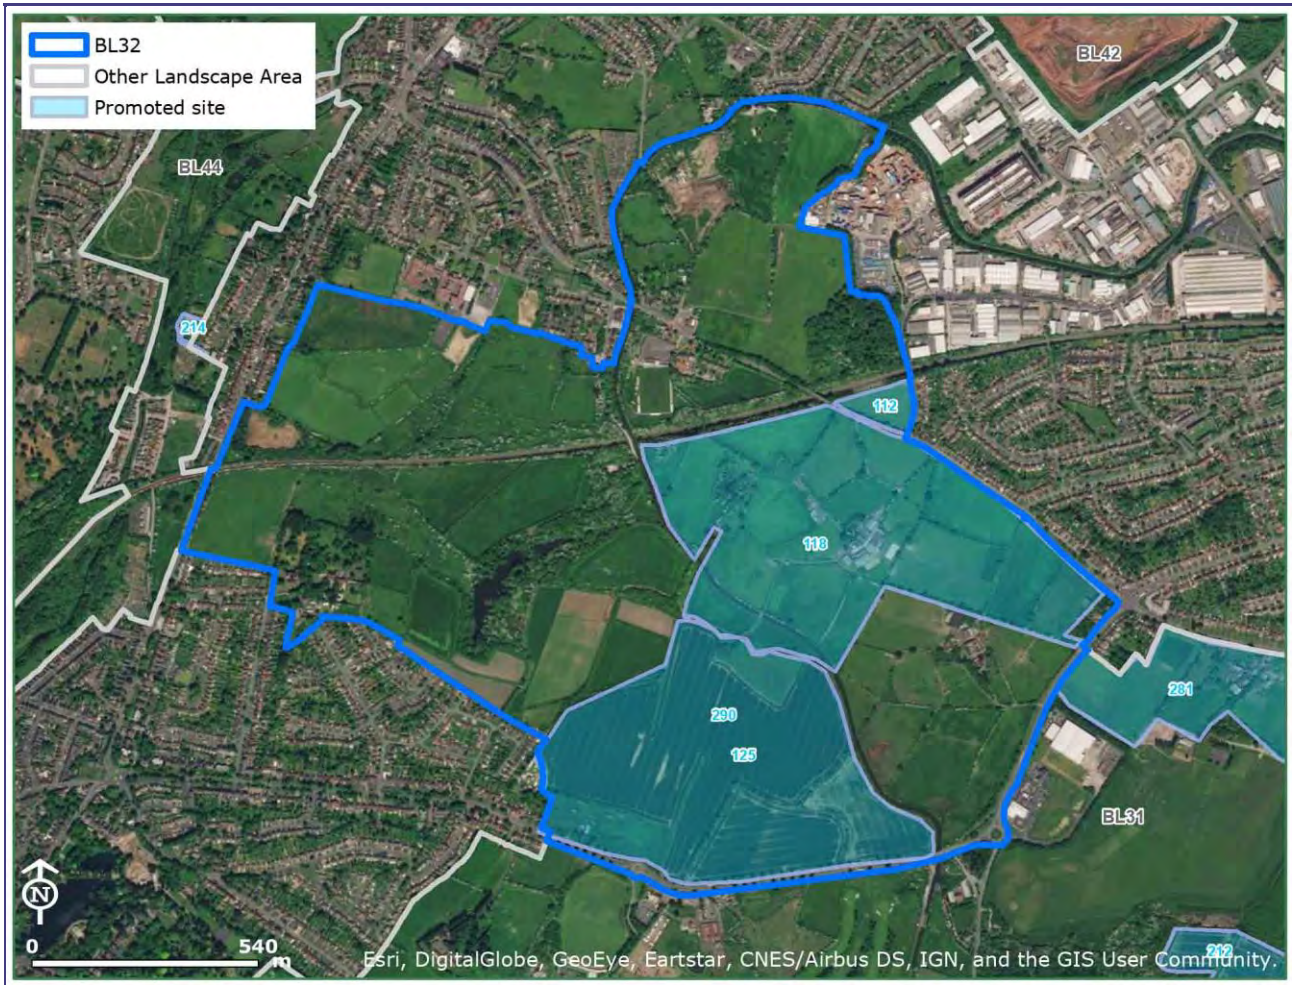 BL32
Other Landscape Area
Promoted site
BL42
BL44
214
112
118
281
290
125
BL31
212
N
0 540
m
Esri, DigitalGlobe, GeoEye, Eartstar, CNES/Airbus DS, IGN, and the GIS User Community.